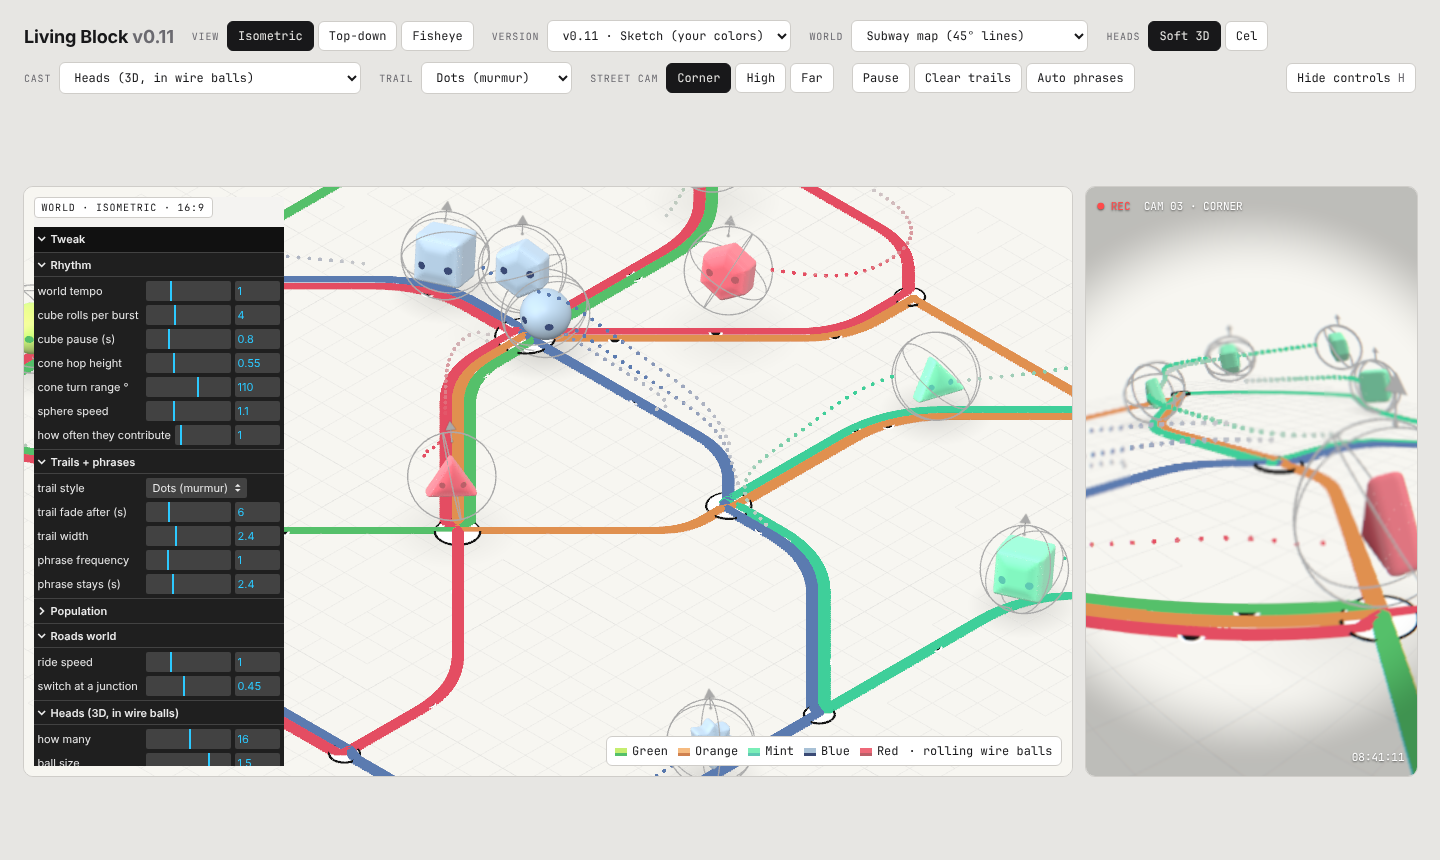 Living Block v0.11 VIEW Isometric Top-down Fisheye VERSION v0.11 · Sketch (your colors) WORLD Subway map (45° lines) HEADS Soft 3D Cel
CAST Heads (3D, in wire balls) TRAIL Dots (murmur) STREET CAM Corner High Far Pause Clear trails Auto phrases Hide controls H
WORLD · ISOMETRIC · 16:9
Tweak
Rhythm
world tempo 1
cube rolls per burst 4
cube pause (s) 0.8
cone hop height 0.55
cone turn range ° 110
sphere speed 1.1
how often they contribute 1
Trails + phrases
trail style Dots (murmur)
trail fade after (s) 6
trail width 2.4
phrase frequency 1
phrase stays (s) 2.4
Population
Roads world
ride speed 1
switch at a junction 0.45
Heads (3D, in wire balls)
how many 16
ball size 1.5
Green Orange Mint Blue Red · rolling wire balls
REC CAM 03 · CORNER
08:41:11